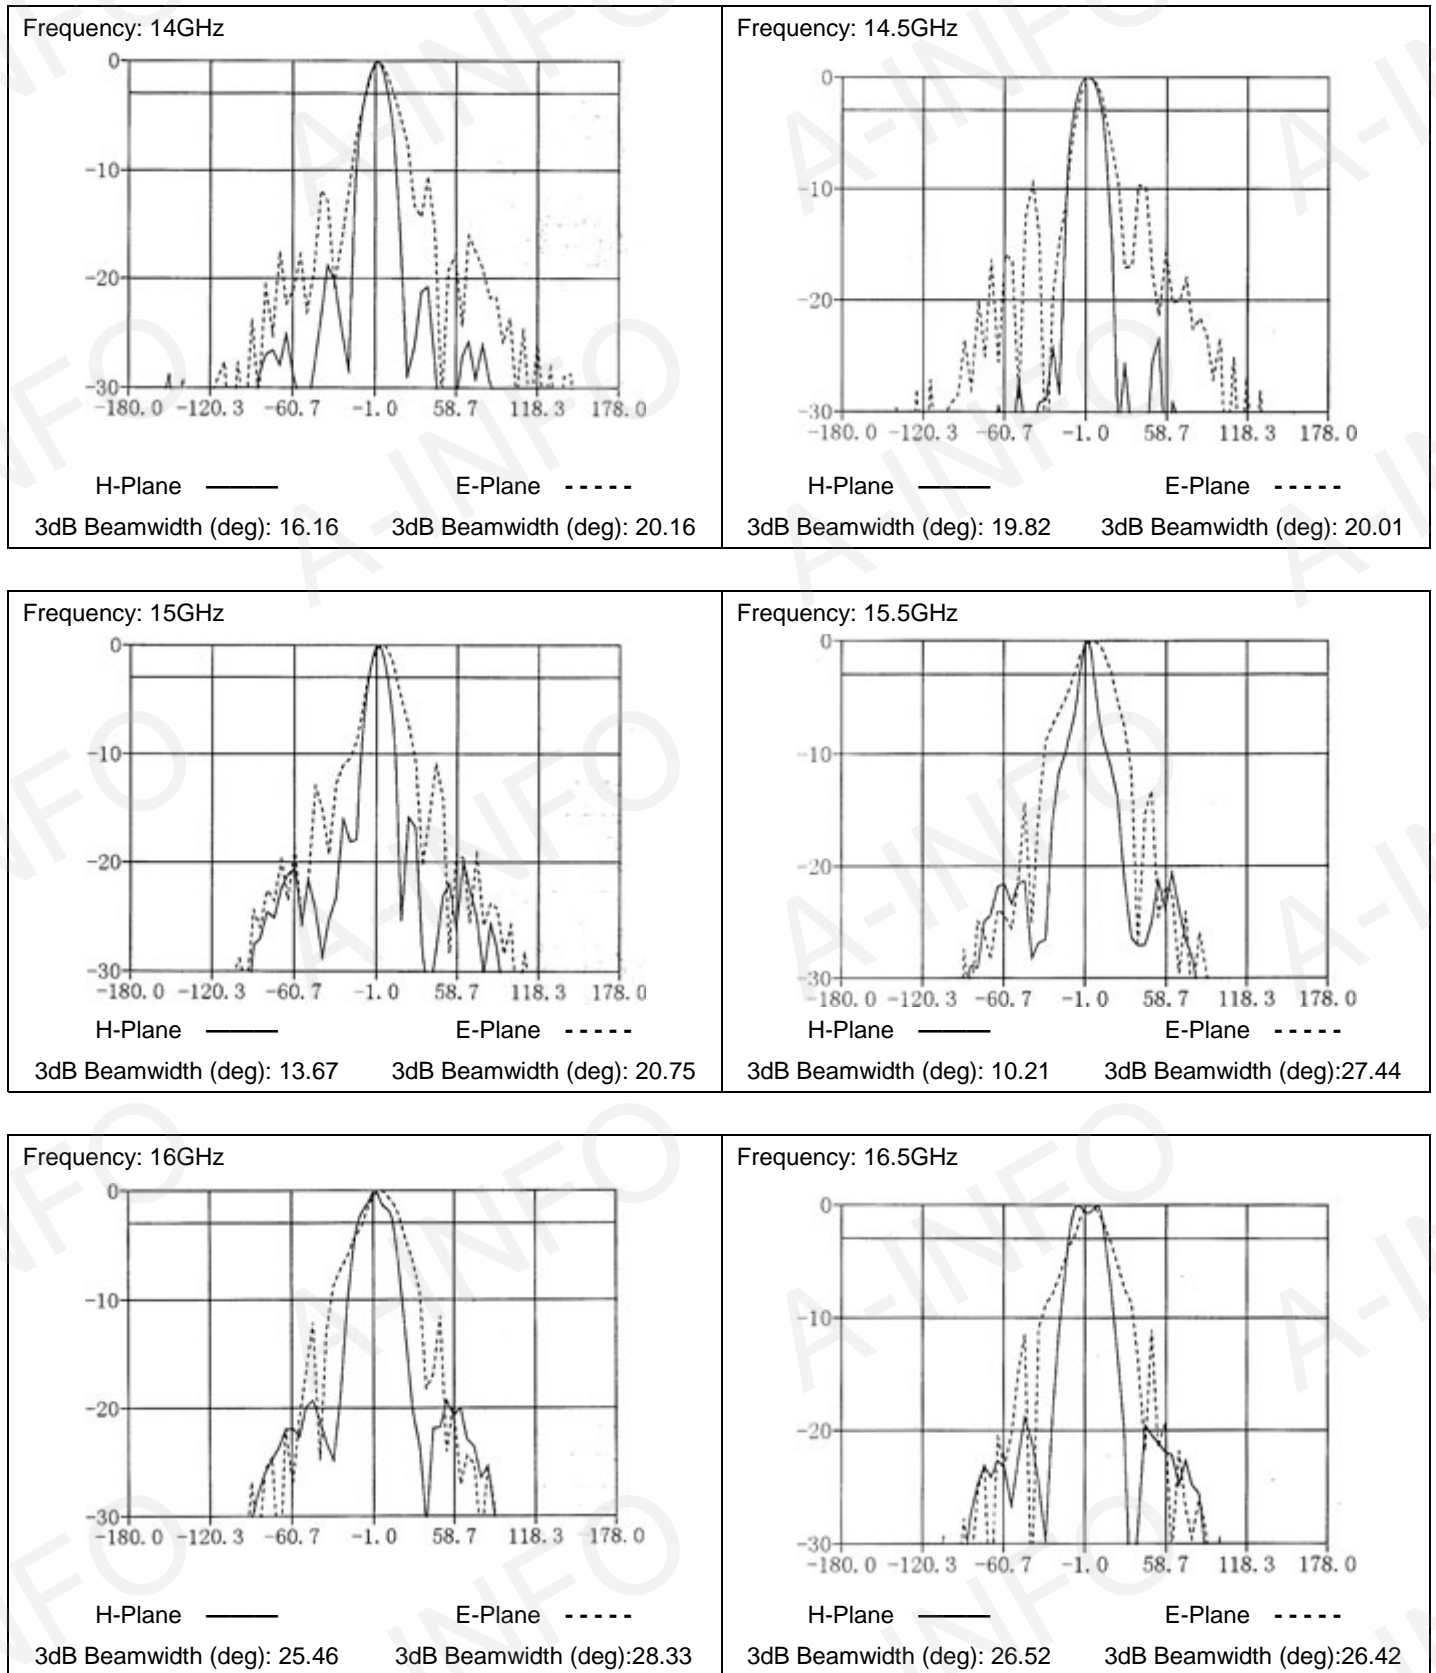 Frequency: 14GHz
0
-10
-20
-30
-180.0 -120.3 -60.7 -1.0 58.7 118.3 178.0
H-Plane E-Plane
3dB Beamwidth (deg): 16.16 3dB Beamwidth (deg): 20.16
Frequency: 14.5GHz
0
-10
-20
-30
-180.0 -120.3 -60.7 -1.0 58.7 118.3 178.0
H-Plane E-Plane
3dB Beamwidth (deg): 19.82 3dB Beamwidth (deg): 20.01
Frequency: 15GHz
0
-10
-20
-30
-180.0 -120.3 -60.7 -1.0 58.7 118.3 178.0
H-Plane E-Plane
3dB Beamwidth (deg): 13.67 3dB Beamwidth (deg): 20.75
Frequency: 15.5GHz
0
-10
-20
-30
-180.0 -120.3 -60.7 -1.0 58.7 118.3 178.0
H-Plane E-Plane
3dB Beamwidth (deg): 10.21 3dB Beamwidth (deg):27.44
Frequency: 16GHz
0
-10
-20
-30
-180.0 -120.3 -60.7 -1.0 58.7 118.3 178.0
H-Plane E-Plane
3dB Beamwidth (deg): 25.46 3dB Beamwidth (deg):28.33
Frequency: 16.5GHz
0
-10
-20
-30
-180.0 -120.3 -60.7 -1.0 58.7 118.3 178.0
H-Plane E-Plane
3dB Beamwidth (deg): 26.52 3dB Beamwidth (deg):26.42
A-INFO